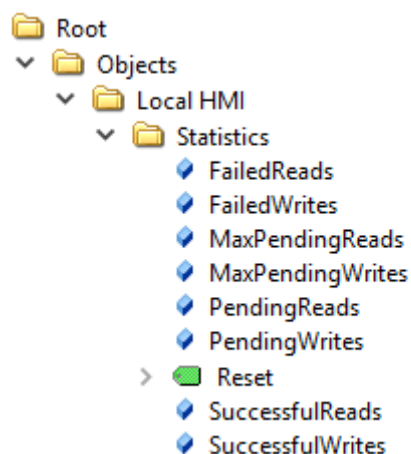 Root
Objects
Local HMI
Statistics
FailedReads
FailedWrites
MaxPendingReads
MaxPendingWrites
PendingReads
PendingWrites
Reset
SuccessfulReads
SuccessfulWrites